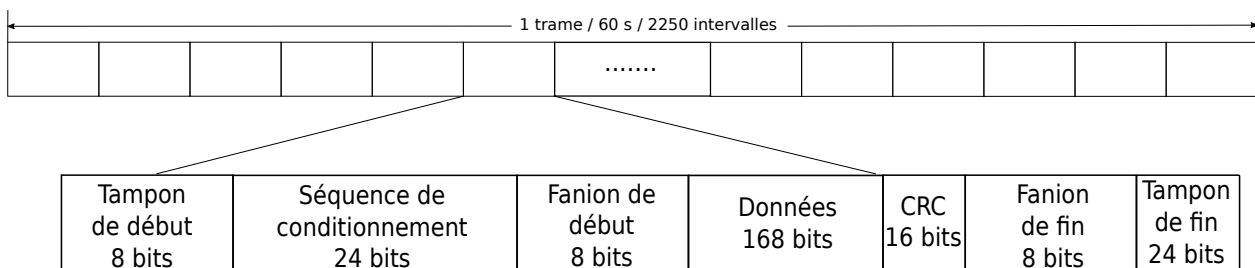 1 trame / 60 s / 2250 intervalles
.......
Tampon
de début
8 bits
Séquence de
conditionnement
24 bits
Fanion de
début
8 bits
Données
168 bits
CRC
16 bits
Fanion
de fin
8 bits
Tampon
de fin
24 bits